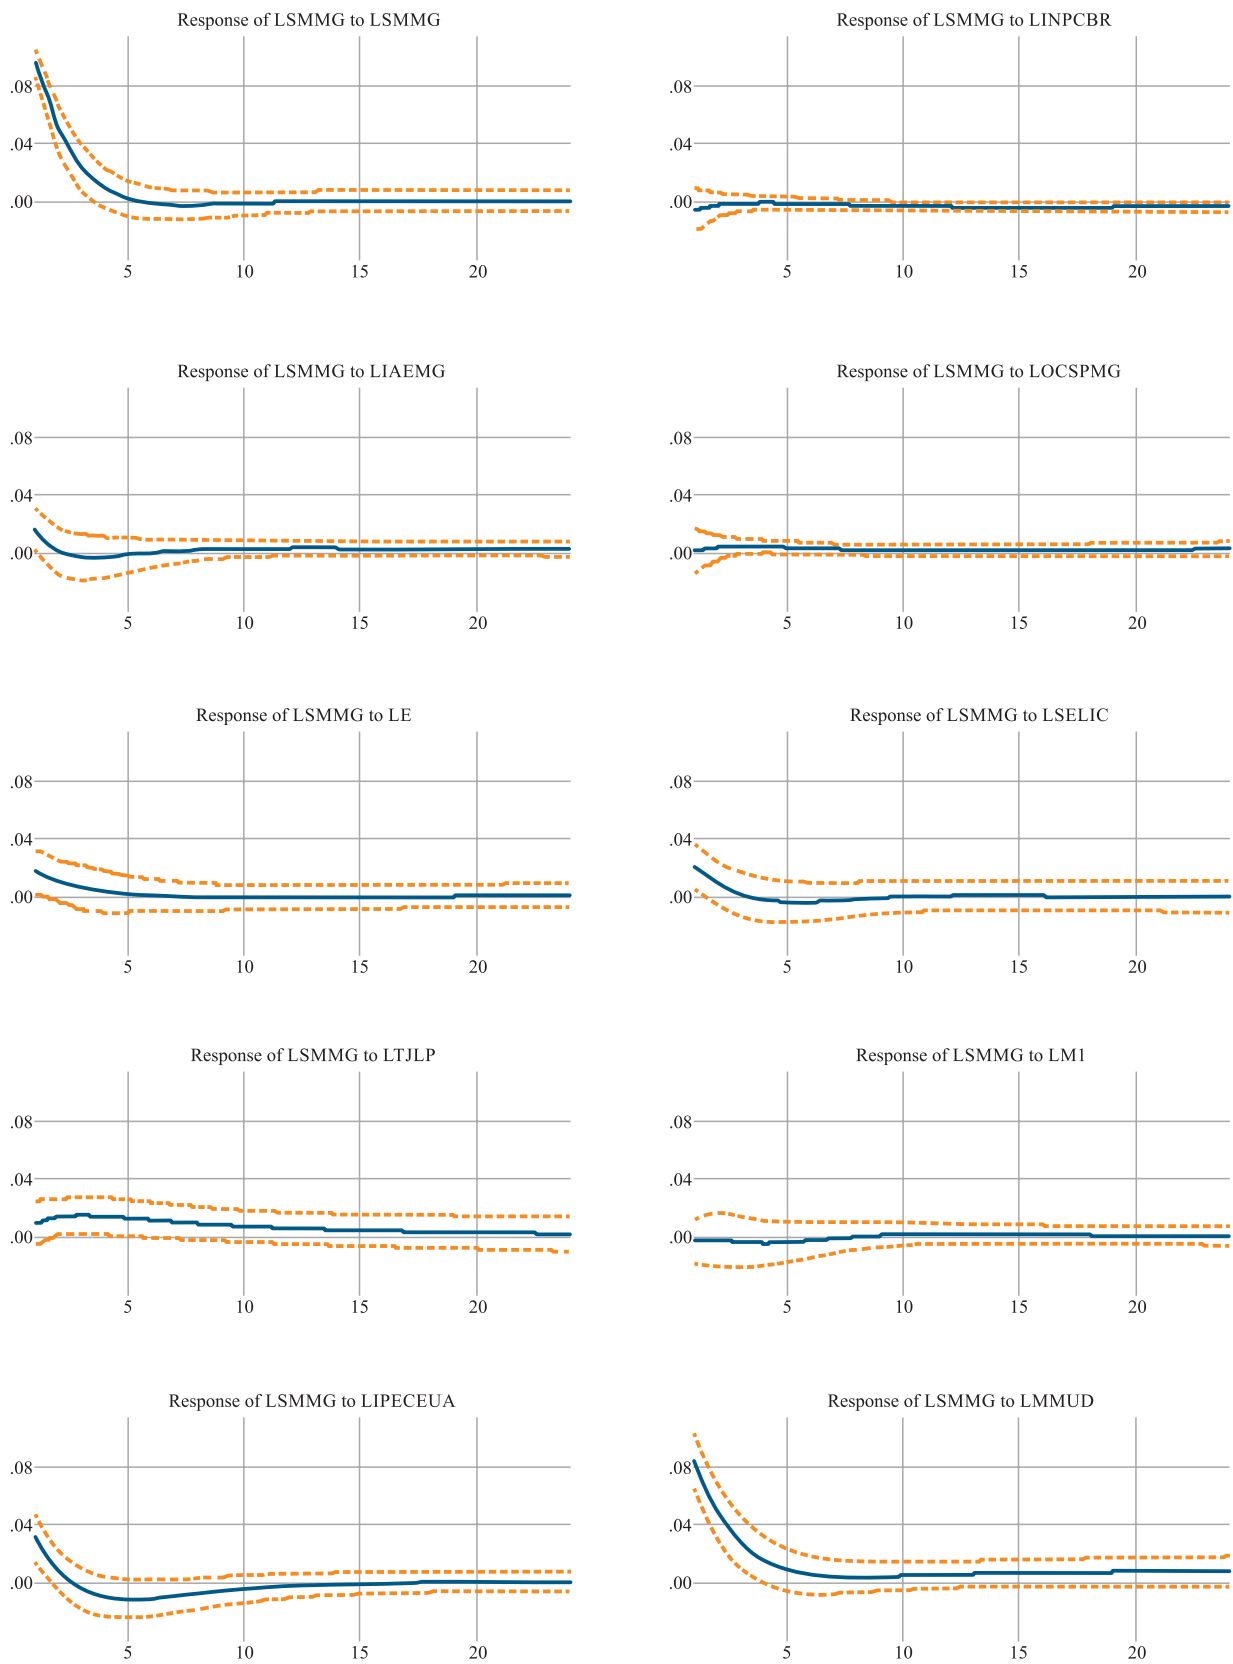 Response of LSMMG to LSMMG
.08
.04
.00
5 10 15 20
Response of LSMMG to LINPCBR
.08
.04
.00
5 10 15 20
Response of LSMMG to LIAEMG
.08
.04
.00
5 10 15 20
Response of LSMMG to LOCSPMG
.08
.04
.00
5 10 15 20
Response of LSMMG to LE
.08
.04
.00
5 10 15 20
Response of LSMMG to LSELIC
.08
.04
.00
5 10 15 20
Response of LSMMG to LTJLP
.08
.04
.00
5 10 15 20
Response of LSMMG to LM1
.08
.04
.00
5 10 15 20
Response of LSMMG to LIPECEUA
.08
.04
.00
5 10 15 20
Response of LSMMG to LMMUD
.08
.04
.00
5 10 15 20